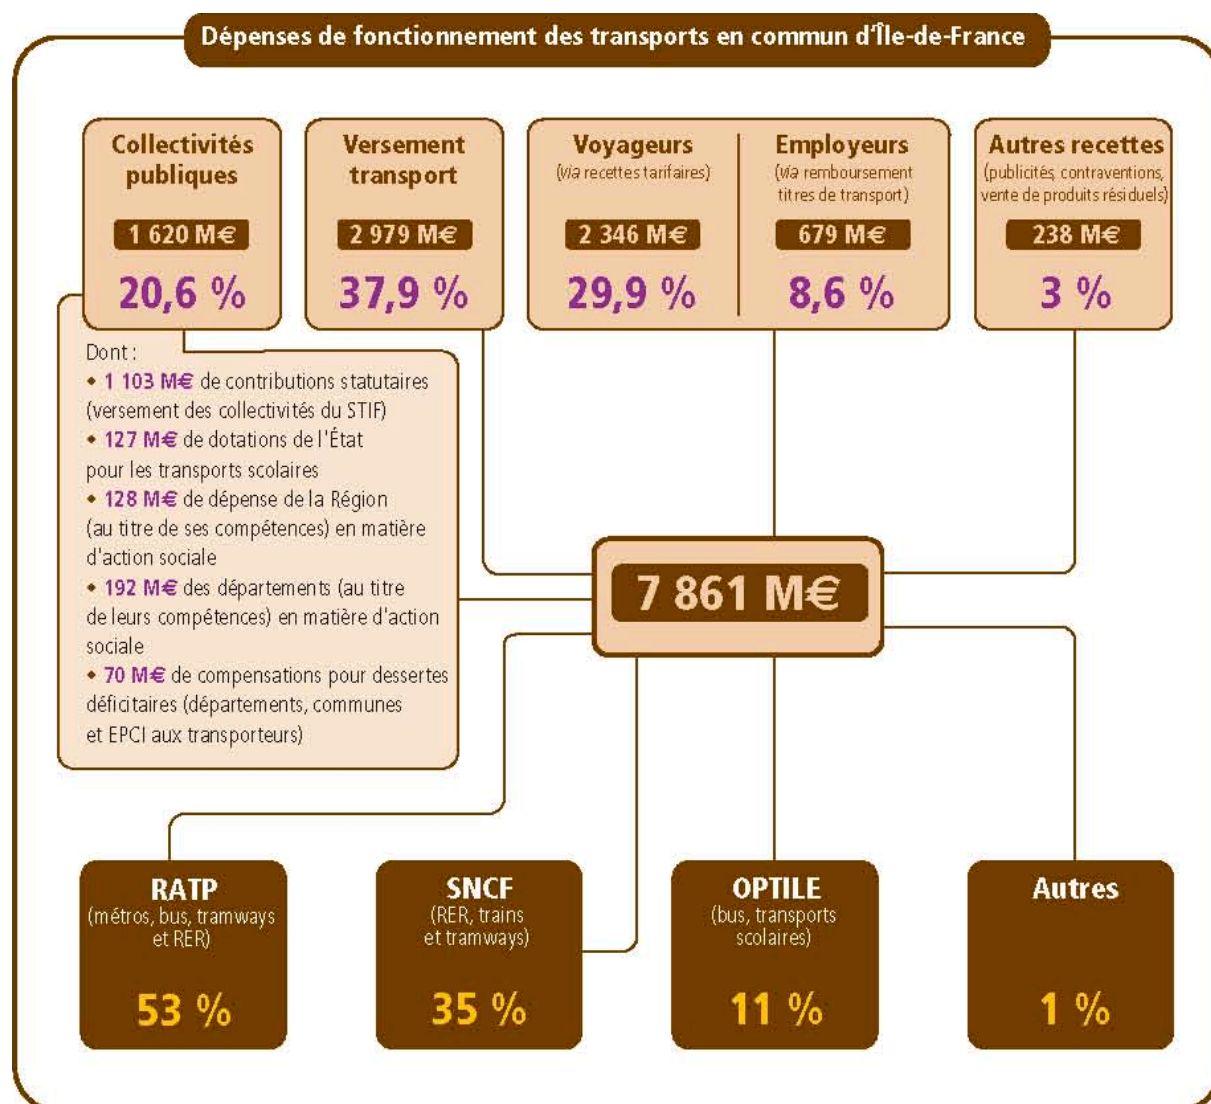 Dépenses de fonctionnement des transports en commun d'Île-de-France
Collectivités
publiques
1 620 M€
20,6 %
Versement
transport
2 979 M€
37,9 %
Voyageurs
(via recettes tarifaires)
2 346 M€
29,9 %
Employeurs
(via remboursement
titres de transport)
679 M€
8,6 %
Autres recettes
(publicités, contraventions,
vente de produits résiduels)
238 M€
3 %
Dont :
• 1 103 M€ de contributions statutaires
(versement des collectivités du STIF)
• 127 M€ de dotations de l'État
pour les transports scolaires
• 128 M€ de dépense de la Région
(au titre de ses compétences) en matière
d'action sociale
• 192 M€ des départements (au titre
de leurs compétences) en matière d'action
sociale
• 70 M€ de compensations pour dessertes
déficitaires (départements, communes
et EPCI aux transporteurs)
7 861 M€
RATP
(métros, bus, tramways
et RER)
53 %
SNCF
(RER, trains
et tramways)
35 %
OPTILE
(bus, transports
scolaires)
11 %
Autres
1 %